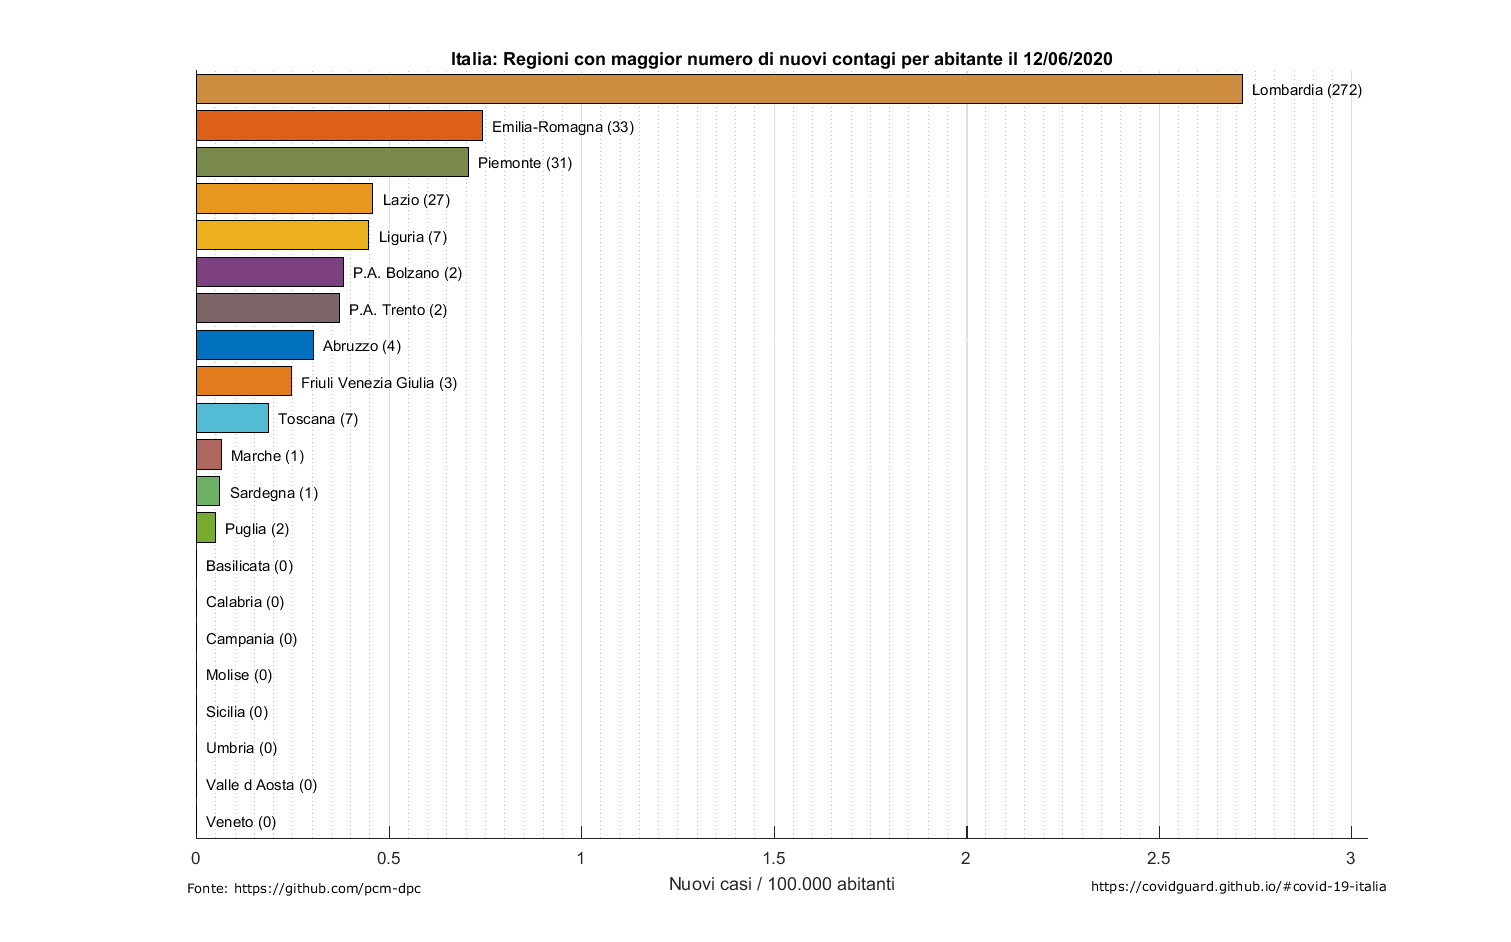 Italia: Regioni con maggior numero di nuovi contagi per abitante il 12/06/2020
Lombardia (272)
Emilia-Romagna (33)
Piemonte (31)
Lazio (27)
Liguria (7)
P.A. Bolzano (2)
P.A. Trento (2)
Abruzzo (4)
Friuli Venezia Giulia (3)
Toscana (7)
Marche (1)
Sardegna (1)
Puglia (2)
Basilicata (0)
Calabria (0)
Campania (0)
Molise (0)
Sicilia (0)
Umbria (0)
Valle d Aosta (0)
Veneto (0)
0 0.5 1 1.5 2 2.5 3
Nuovi casi / 100.000 abitanti
Fonte: https://github.com/pcm-dpc
https://covidguard.github.io/#covid-19-italia